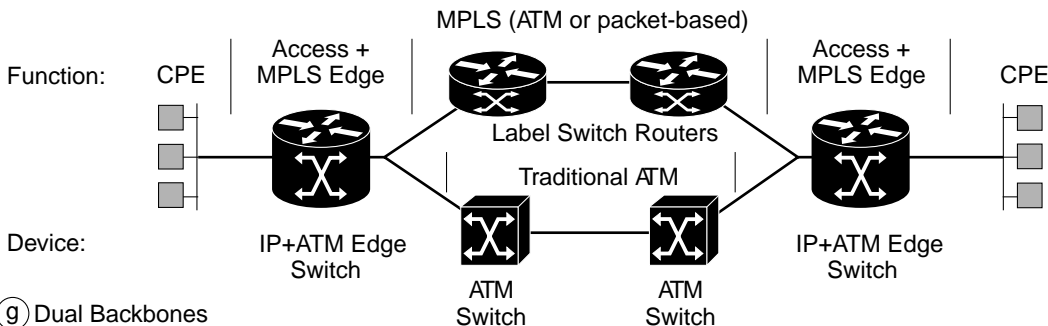 MPLS (ATM or packet-based)
Function:
CPE
Access +
MPLS Edge
Access +
MPLS Edge
CPE
Label Switch Routers
Traditional ATM
Device:
IP+ATM Edge
Switch
IP+ATM Edge
Switch
ATM
Switch
ATM
Switch
g Dual Backbones